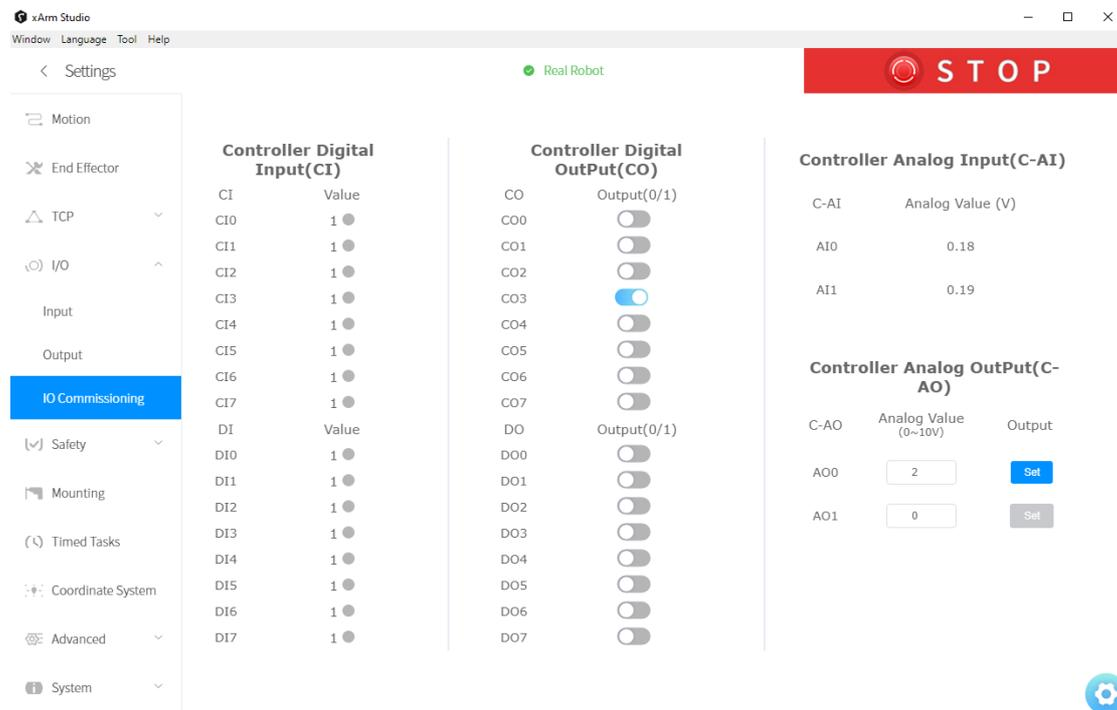 xArm Studio
Window Language Tool Help
Settings
Real Robot
STOP
Motion
End Effector
TCP
I/O
Input
Output
IO Commissioning
Safety
Mounting
Timed Tasks
Coordinate System
Advanced
System
Controller Digital
Input(CI)
CI Value
CI0 1
CI1 1
CI2 1
CI3 1
CI4 1
CI5 1
CI6 1
CI7 1
DI Value
DI0 1
DI1 1
DI2 1
DI3 1
DI4 1
DI5 1
DI6 1
DI7 1
Controller Digital
OutPut(CO)
CO Output(0/1)
CO0
CO1
CO2
CO3
CO4
CO5
CO6
CO7
DO Output(0/1)
DO0
DO1
DO2
DO3
DO4
DO5
DO6
DO7
Controller Analog Input(C-AI)
C-AI Analog Value (V)
AI0 0.18
AI1 0.19
Controller Analog OutPut(C-
AO)
C-AO Analog Value Output
(0~10V)
AO0 2 Set
AO1 0 Set